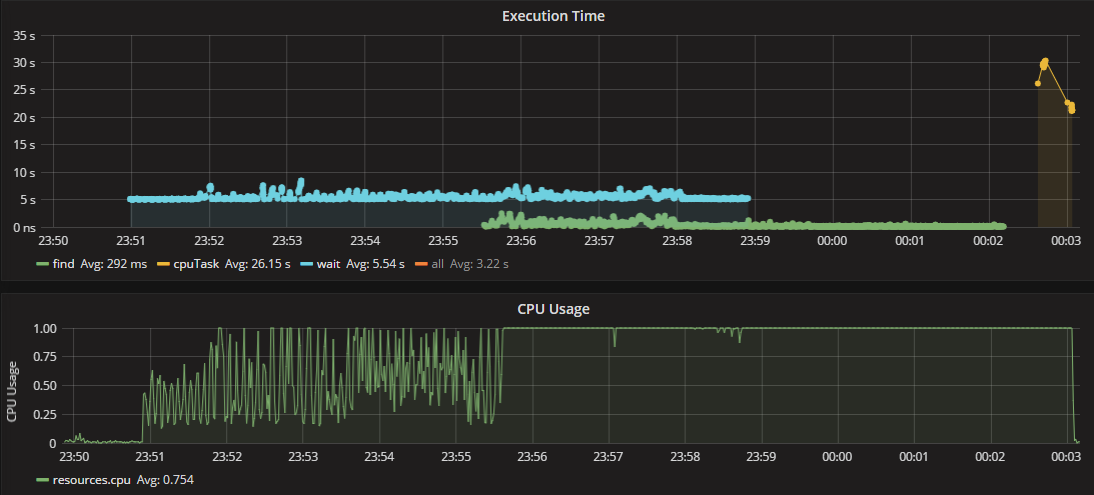 Execution Time
35 s
30 s
25 s
20 s
15 s
10 s
5 s
0 ns
23:50 23:51 23:52 23:53 23:54 23:55 23:56 23:57 23:58 23:59 00:00 00:01 00:02 00:03
find Avg: 292 ms cpuTask Avg: 26.15 s wait Avg: 5.54 s all Avg: 3.22 s
CPU Usage
CPU Usage
1.00
0.75
0.50
0.25
0
23:50 23:51 23:52 23:53 23:54 23:55 23:56 23:57 23:58 23:59 00:00 00:01 00:02 00:03
resources.cpu Avg: 0.754